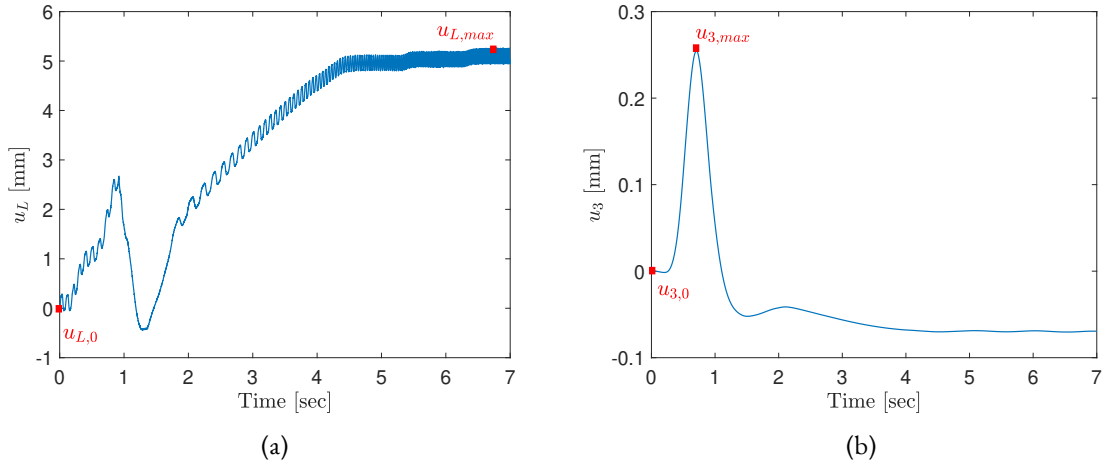 6
5
4
3
2
1
0
-1
u_L [mm]
u_{L,max}
u_{L,0}
0 1 2 3 4 5 6 7
Time [sec]
(a)
0.3
0.2
0.1
0
-0.1
u_3 [mm]
u_{3,max}
u_{3,0}
0 1 2 3 4 5 6 7
Time [sec]
(b)